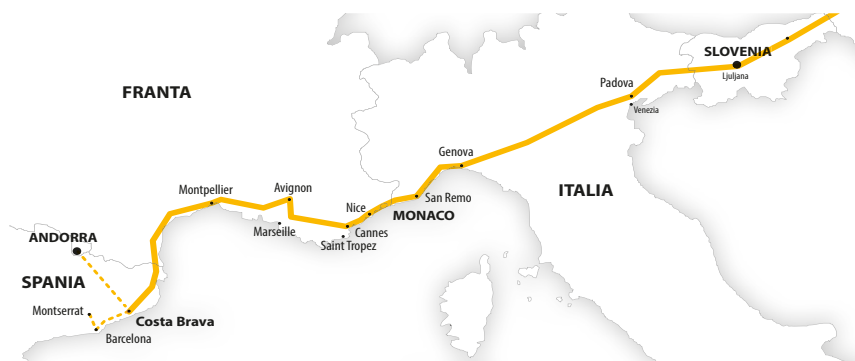 SLOVENIA
Ljuljana
FRANTA
Padova
Venezia
Genova
Avignon
Montpellier
ITALIA
San Remo
Nice
MONACO
Marseille
Cannes
ANDORRA
Saint Tropez
SPANIA
Montserrat
Costa Brava
Barcelona